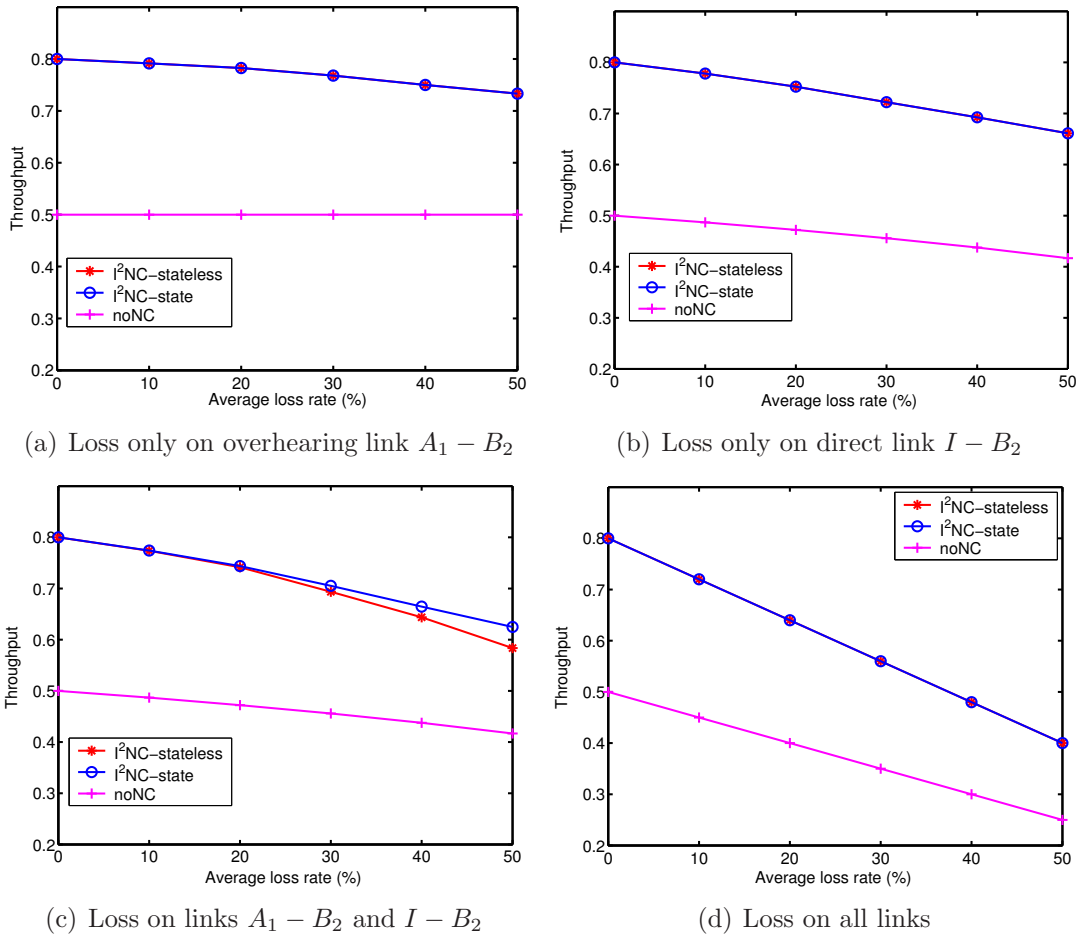 0.8
0.7
0.6
0.5
0.4
0.3
0.2
Throughput
I²NC−stateless
I²NC−state
noNC
0 10 20 30 40 50
Average loss rate (%)
(a) Loss only on overhearing link A₁ − B₂
0.8
0.7
0.6
0.5
0.4
0.3
0.2
Throughput
I²NC−stateless
I²NC−state
noNC
0 10 20 30 40 50
Average loss rate (%)
(b) Loss only on direct link I − B₂
0.8
0.7
0.6
0.5
0.4
0.3
0.2
Throughput
I²NC−stateless
I²NC−state
noNC
0 10 20 30 40 50
Average loss rate (%)
(c) Loss on links A₁ − B₂ and I − B₂
0.8
0.7
0.6
0.5
0.4
0.3
0.2
Throughput
I²NC−stateless
I²NC−state
noNC
0 10 20 30 40 50
Average loss rate (%)
(d) Loss on all links